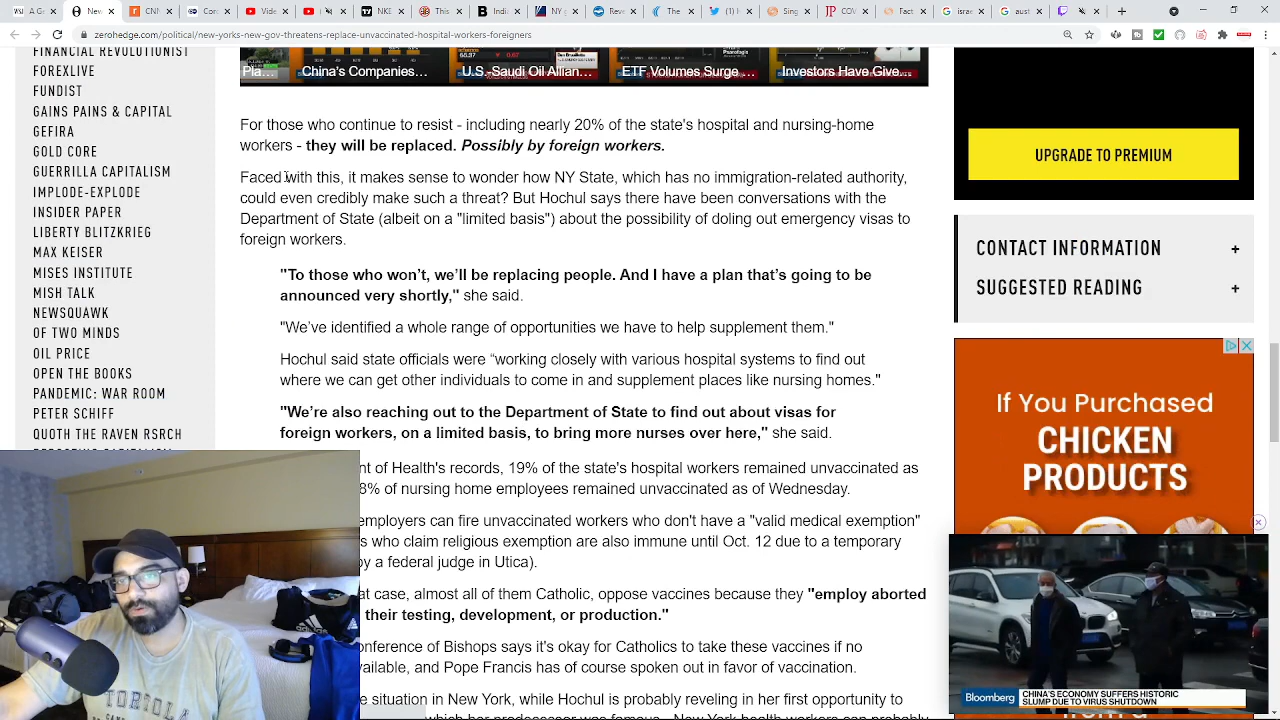 zerohedge.com/political/new-yorks-new-gov-threatens-replace-unvaccinated-hospital-workers-foreigners
FINANCIAL REVOLUTIONIST
FOREXLIVE
FUNDIST
GAINS PAINS & CAPITAL
GEFIRA
GOLD CORE
GUERRILLA CAPITALISM
IMPLODE-EXPLODE
INSIDER PAPER
LIBERTY BLITZKRIEG
MAX KEISER
MISES INSTITUTE
MISH TALK
NEWSQUAWK
OF TWO MINDS
OIL PRICE
OPEN THE BOOKS
PANDEMIC: WAR ROOM
PETER SCHIFF
QUOTH THE RAVEN RSRCH
Pla... China's Companies... U.S.-Saudi Oil Allian... ETF Volumes Surge... Investors Have Give...
For those who continue to resist - including nearly 20% of the state's hospital and nursing-home
workers - they will be replaced. Possibly by foreign workers.
Faced with this, it makes sense to wonder how NY State, which has no immigration-related authority,
could even credibly make such a threat? But Hochul says there have been conversations with the
Department of State (albeit on a "limited basis") about the possibility of doling out emergency visas to
foreign workers.
"To those who won't, we'll be replacing people. And I have a plan that's going to be
announced very shortly," she said.
"We've identified a whole range of opportunities we have to help supplement them."
Hochul said state officials were "working closely with various hospital systems to find out
where we can get other individuals to come in and supplement places like nursing homes."
"We're also reaching out to the Department of State to find out about visas for
foreign workers, on a limited basis, to bring more nurses over here," she said.
nt of Health's records, 19% of the state's hospital workers remained unvaccinated as
8% of nursing home employees remained unvaccinated as of Wednesday.
employers can fire unvaccinated workers who don't have a "valid medical exemption"
s who claim religious exemption are also immune until Oct. 12 due to a temporary
y a federal judge in Utica).
at case, almost all of them Catholic, oppose vaccines because they "employ aborted
their testing, development, or production."
onference of Bishops says it's okay for Catholics to take these vaccines if no
vailable, and Pope Francis has of course spoken out in favor of vaccination.
e situation in New York, while Hochul is probably reveling in her first opportunity to
UPGRADE TO PREMIUM
CONTACT INFORMATION +
SUGGESTED READING +
If You Purchased
CHICKEN
PRODUCTS
Bloomberg
CHINA'S ECONOMY SUFFERS HISTORIC
SLUMP DUE TO VIRUS SHUTDOWN